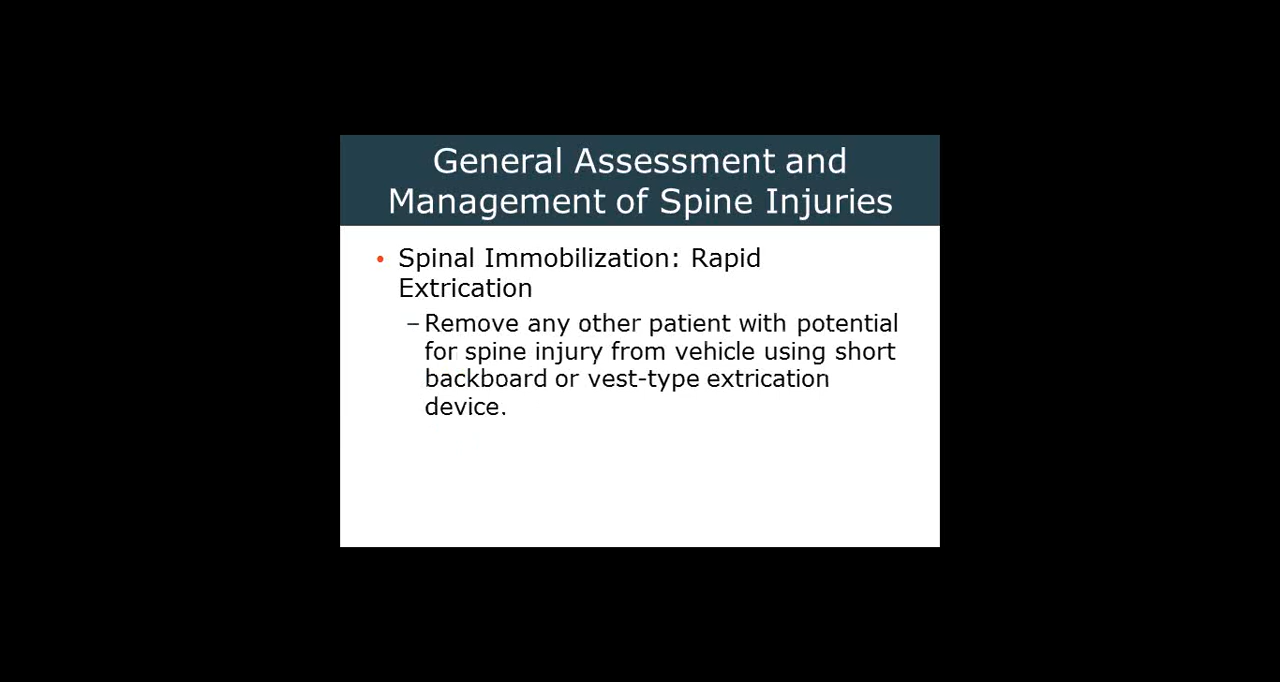 General Assessment and
Management of Spine Injuries
• Spinal Immobilization: Rapid
Extrication
– Remove any other patient with potential
for spine injury from vehicle using short
backboard or vest-type extrication
device.